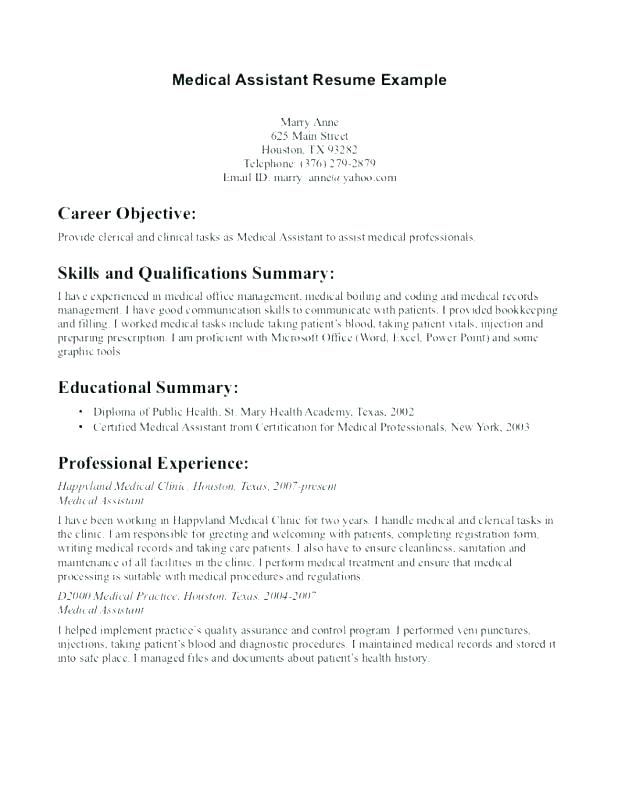 Medical Assistant Resume Example
Marry Anne
625 Main Street
Houston, TX 93282
Telephone: (376) 279-2879
Email ID: marry_anne@yahoo.com
Career Objective:
Provide clerical and clinical tasks as Medical Assistant to assist medical professionals.
Skills and Qualifications Summary:
I have experienced in medical office management, medical boiling and coding and medical records
management. I have good communication skills to communicate with patients. I provided bookkeeping
and filling. I worked medical tasks include taking patient's blood, taking patient vitals, injection and
preparing prescription. I am proficient with Microsoft Office (Word, Excel, Power Point) and some
graphic tools
Educational Summary:
• Diploma of Public Health, St. Mary Health Academy, Texas, 2002
• Certified Medical Assistant from Certification for Medical Professionals, New York, 2003
Professional Experience:
Happyland Medical Clinic, Houston, Texas, 2007-present
Medical Assistant
I have been working in Happyland Medical Clinic for two years. I handle medical and clerical tasks in
the clinic. I am responsible for greeting and welcoming with patients, completing registration form,
writing medical records and taking care patients. I also have to ensure cleanliness, sanitation and
maintenance of all facilities in the clinic. I perform medical treatment and ensure that medical
processing is suitable with medical procedures and regulations.
D2000 Medical Practice, Houston, Texas, 2004-2007
Medical Assistant
I helped implement practice's quality assurance and control program. I performed veni punctures,
injections, taking patient's blood and diagnostic procedures. I maintained medical records and stored it
into safe place. I managed files and documents about patient's health history.